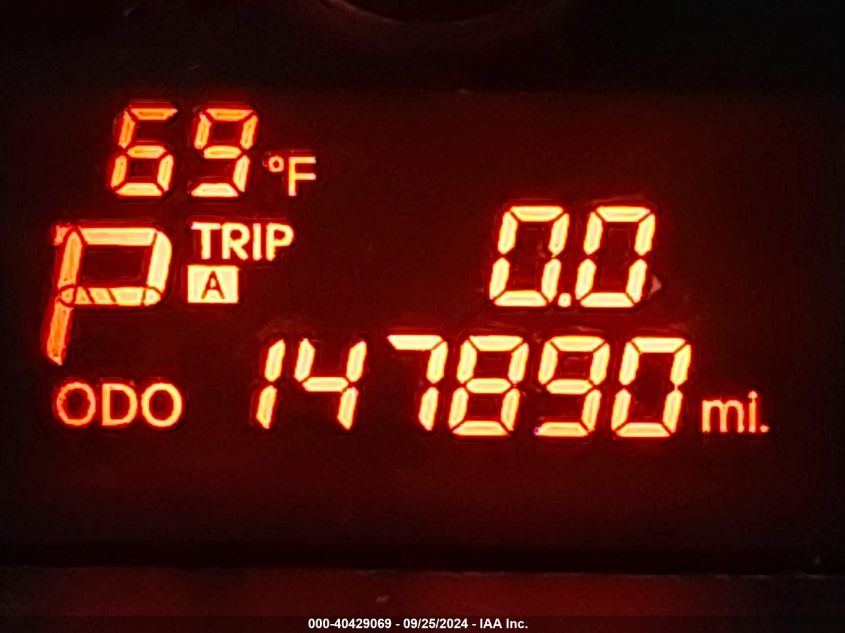 69°F
P TRIP A 0.0
ODO 147890 mi.
000-40429069 - 09/25/2024 - IAA Inc.